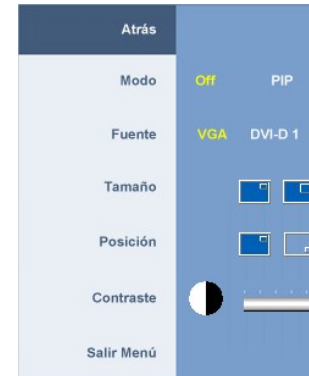 Atrás
Modo Off PIP
Fuente VGA DVI-D 1
Tamaño
Posición
Contraste
Salir Menú